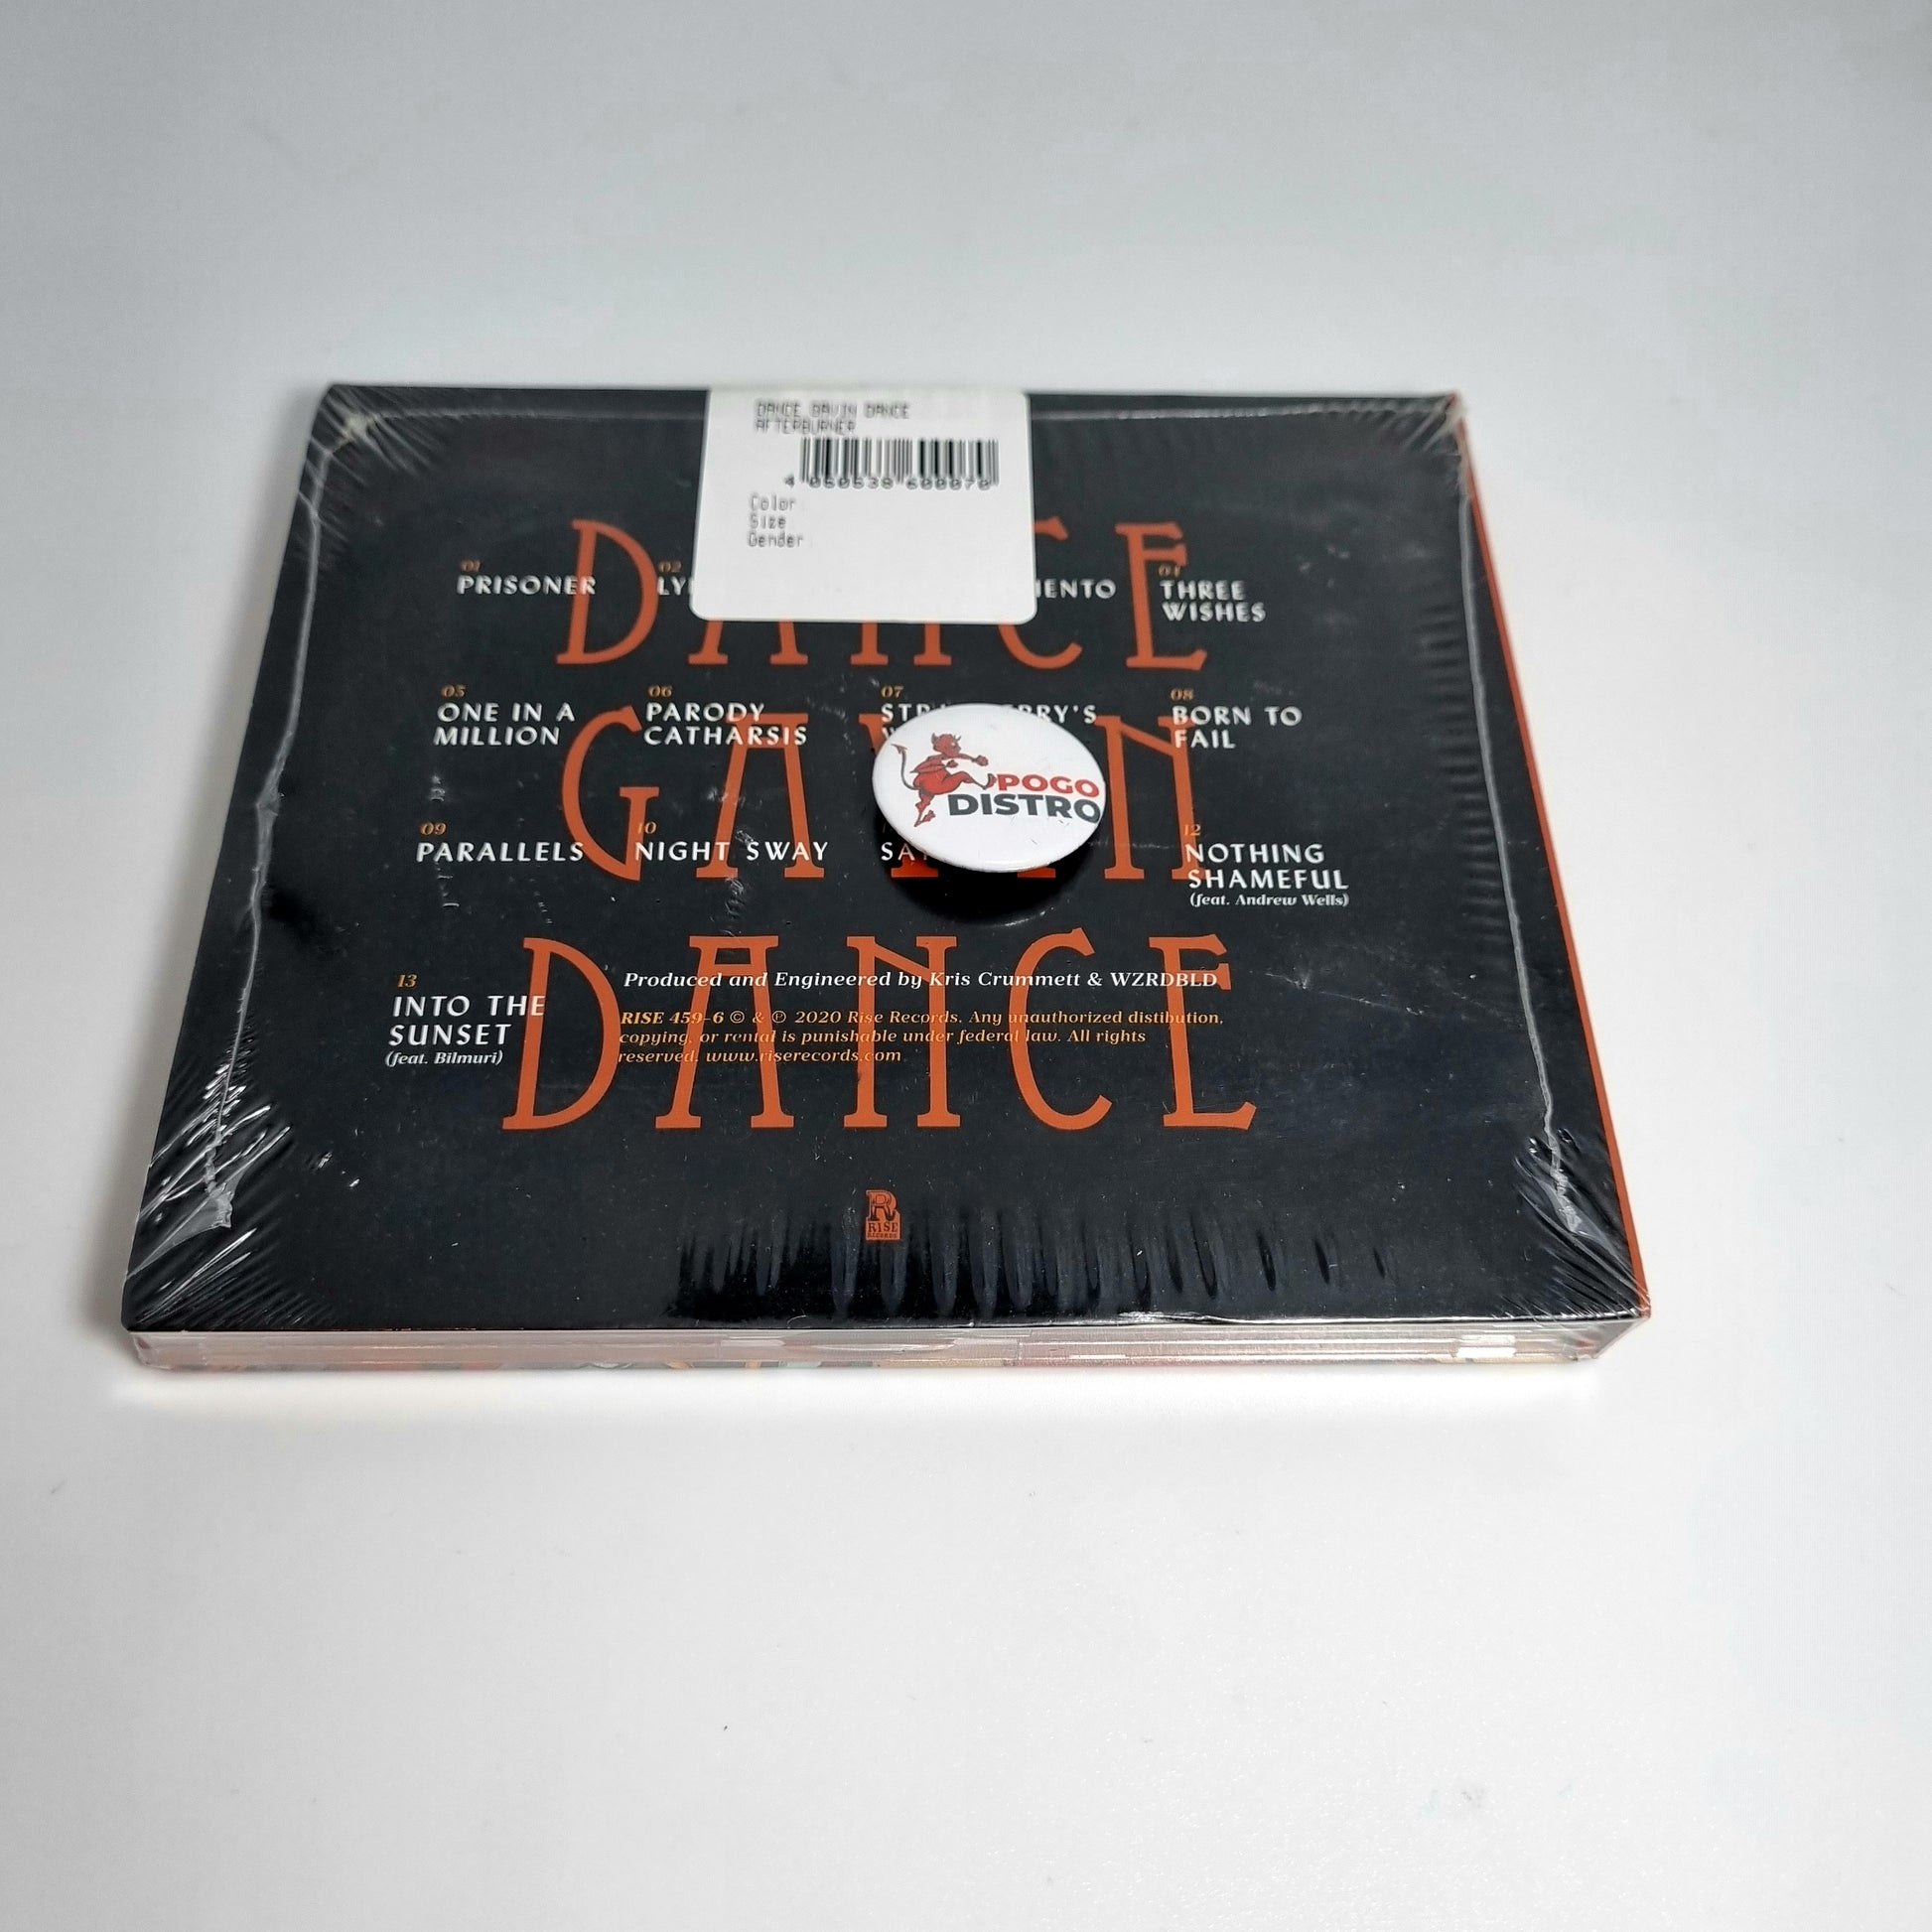 DANCE GAVIN DANCE
AFTERBURNER
4 050538 600070
Color
Size
Gender
DANCE
GAVIN
DANCE
01
PRISONER
02
04
THREE
WISHES
05
ONE IN A
MILLION
06
PARODY
CATHARSIS
07
08
BORN TO
FAIL
POGO
DISTRO
09
PARALLELS
10
NIGHT SWAY
12
NOTHING
SHAMEFUL
(feat. Andrew Wells)
13
INTO THE
SUNSET
(feat. Bilmuri)
Produced and Engineered by Kris Crummett & WZRDBLD
RISE 459-6 © & ℗ 2020 Rise Records. Any unauthorized distibution,
copying, or rental is punishable under federal law. All rights
reserved. www.riserecords.com
R
RISE
RECORDS